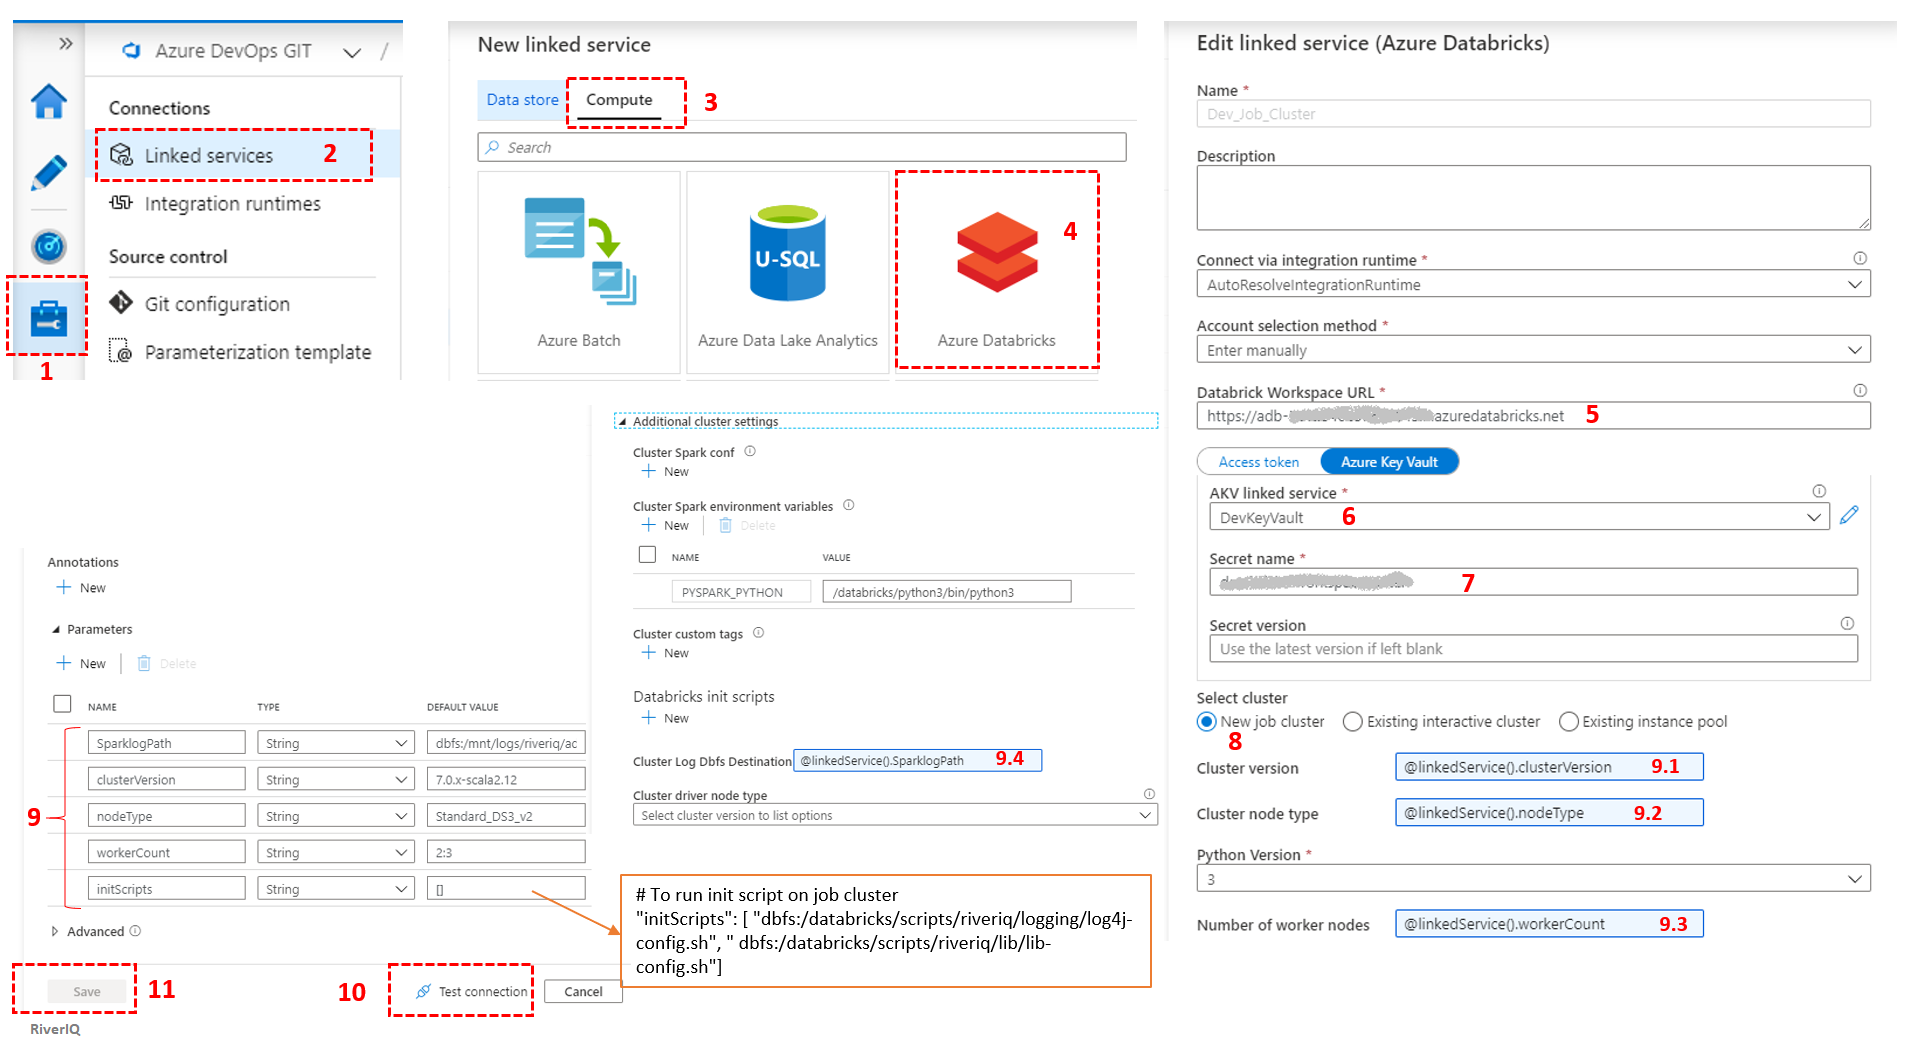 Azure DevOps GIT
/
Connections
Linked services
2
Integration runtimes
Source control
Git configuration
Parameterization template
1
New linked service
Data store
Compute
3
Search
Azure Batch
U-SQL
Azure Data Lake Analytics
Azure Databricks
4
Edit linked service (Azure Databricks)
Name *
Dev_Job_Cluster
Description
Connect via integration runtime *
AutoResolveIntegrationRuntime
Account selection method *
Enter manually
Databrick Workspace URL *
https://adb- azuredatabricks.net 5
Access token
Azure Key Vault
AKV linked service *
DevKeyVault 6
Secret name *
7
Secret version
Use the latest version if left blank
Select cluster
New job cluster Existing interactive cluster Existing instance pool
8
Cluster version @linkedService().clusterVersion 9.1
Cluster node type @linkedService().nodeType 9.2
Python Version *
3
Number of worker nodes @linkedService().workerCount 9.3
Additional cluster settings
Cluster Spark conf
New
Cluster Spark environment variables
New Delete
NAME VALUE
PYSPARK_PYTHON /databricks/python3/bin/python3
Cluster custom tags
New
Databricks init scripts
New
Cluster Log Dbfs Destination @linkedService().SparklogPath 9.4
Cluster driver node type
Select cluster version to list options
Annotations
New
Parameters
New Delete
NAME TYPE DEFAULT VALUE
SparklogPath String dbfs:/mnt/logs/riveriq/ac
clusterVersion String 7.0.x-scala2.12
nodeType String Standard_DS3_v2
9
workerCount String 2:3
initScripts String []
Advanced
# To run init script on job cluster
"initScripts": [ "dbfs:/databricks/scripts/riveriq/logging/log4j-
config.sh", " dbfs:/databricks/scripts/riveriq/lib/lib-
config.sh"]
Save 11
10 Test connection
Cancel
RiverIQ